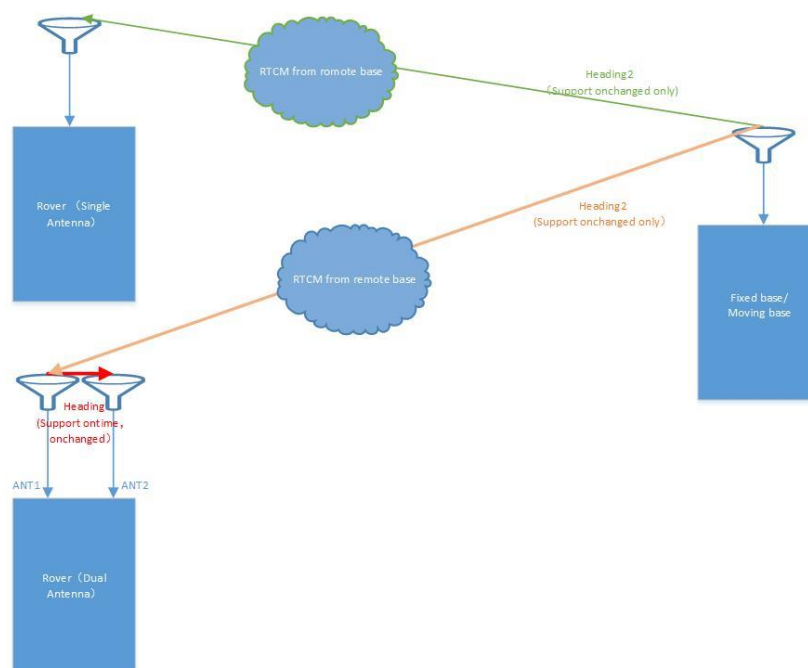 RTCM from romote base
Heading2
（Support onchanged only)
Rover （Single
Antenna）
Heading2
(Support onchanged only）
RTCM from remote base
Fixed base/
Moving base
Heading
(Support ontime，
onchanged）
ANT1
ANT2
Rover（Dual
Antenna）